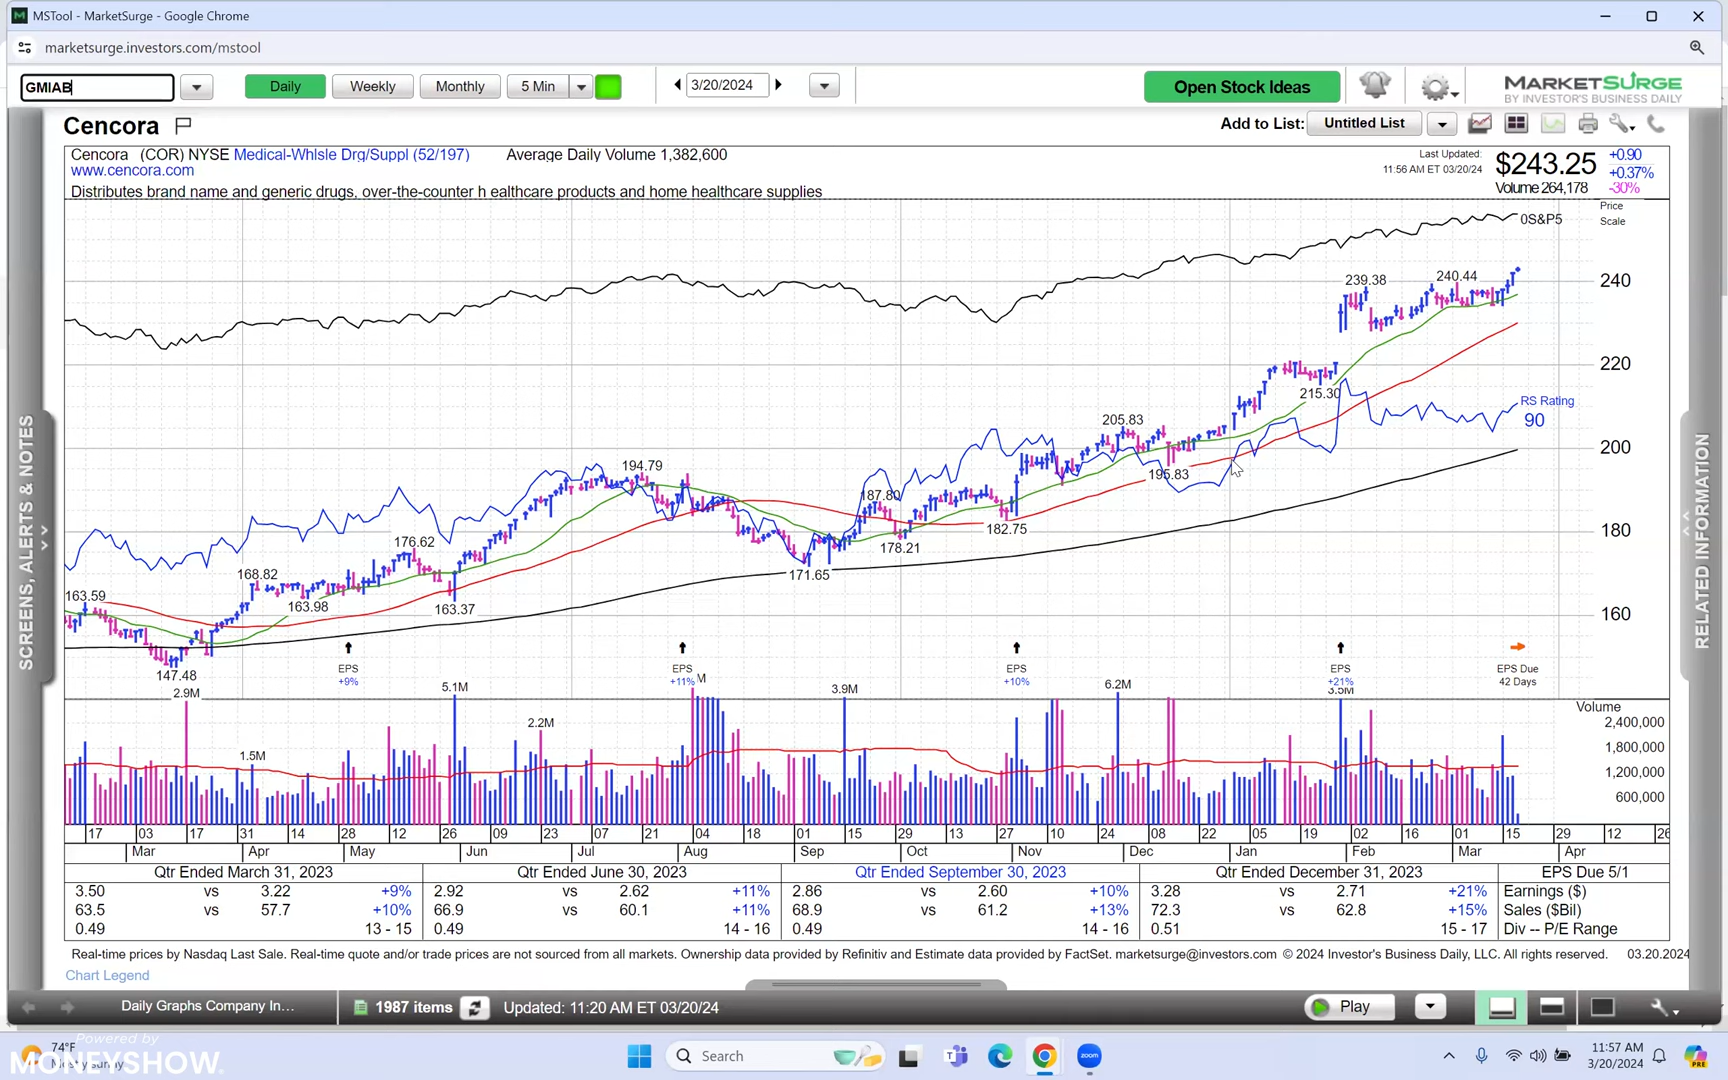 MSTool - MarketSurge - Google Chrome
marketsurge.investors.com/mstool
GMIAB
Daily
Weekly
Monthly
5 Min
3/20/2024
Open Stock Ideas
MARKETSURGE
BY INVESTOR'S BUSINESS DAILY
Cencora
Add to List:
Untitled List
Cencora (COR) NYSE Medical-Whlsle Drg/Suppl (52/197) Average Daily Volume 1,382,600
www.cencora.com
Distributes brand name and generic drugs, over-the-counter h ealthcare products and home healthcare supplies
Last Updated:
11:56 AM ET 03/20/24
$243.25
+0.90
+0.37%
Volume 264,178
-30%
Price
Scale
0S&P5
240
220
200
180
160
239.38
240.44
215.30
RS Rating
90
205.83
195.83
194.79
187.80
182.75
178.21
171.65
176.62
168.82
163.98
163.59
163.37
147.48
EPS
+9%
EPS
+11%
EPS
+10%
EPS
+21%
EPS Due
42 Days
2.9M
1.5M
5.1M
2.2M
M
3.9M
6.2M
3.5M
Volume
2,400,000
1,800,000
1,200,000
600,000
17 03 17 31 14 28 12 26 09 23 07 21 04 18 01 15 29 13 27 10 24 08 22 05 19 02 16 01 15 29 12 26
Mar Apr May Jun Jul Aug Sep Oct Nov Dec Jan Feb Mar Apr
Qtr Ended March 31, 2023 Qtr Ended June 30, 2023 Qtr Ended September 30, 2023 Qtr Ended December 31, 2023 EPS Due 5/1
3.50 vs 3.22 +9% 2.92 vs 2.62 +11% 2.86 vs 2.60 +10% 3.28 vs 2.71 +21% Earnings ($)
63.5 vs 57.7 +10% 66.9 vs 60.1 +11% 68.9 vs 61.2 +13% 72.3 vs 62.8 +15% Sales ($Bil)
0.49 13 - 15 0.49 14 - 16 0.49 14 - 16 0.51 15 - 17 Div -- P/E Range
Real-time prices by Nasdaq Last Sale. Real-time quote and/or trade prices are not sourced from all markets. Ownership data provided by Refinitiv and Estimate data provided by FactSet. marketsurge@investors.com © 2024 Investor's Business Daily, LLC. All rights reserved. 03.20.2024
Chart Legend
SCREENS, ALERTS & NOTES
RELATED INFORMATION
Daily Graphs Company In...
1987 items
Updated: 11:20 AM ET 03/20/24
Play
74°F
Mostly sunny
Powered by
MONEYSHOW.
Search
zoom
PRE
11:57 AM
3/20/2024